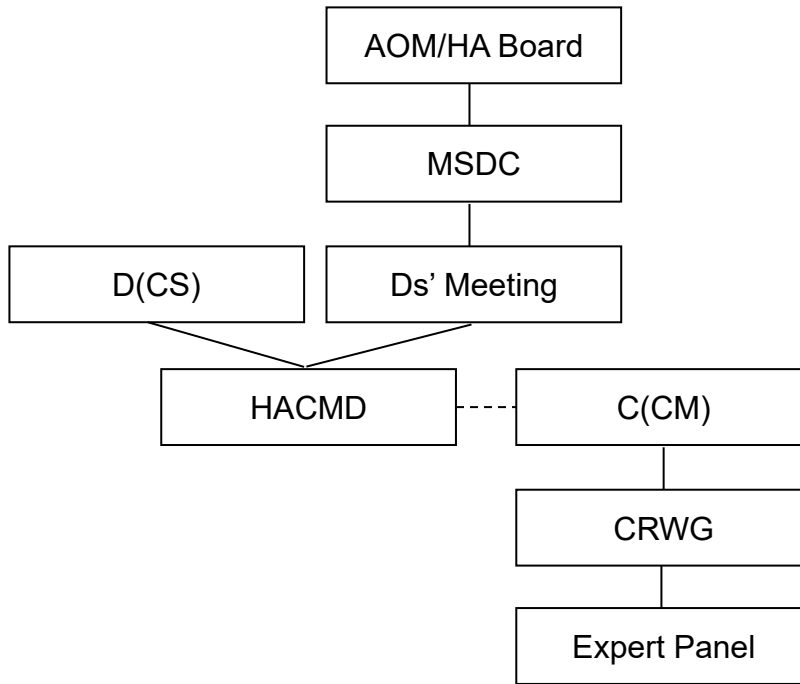 AOM/HA Board
MSDC
D(CS)
Ds’ Meeting
HACMD
C(CM)
CRWG
Expert Panel